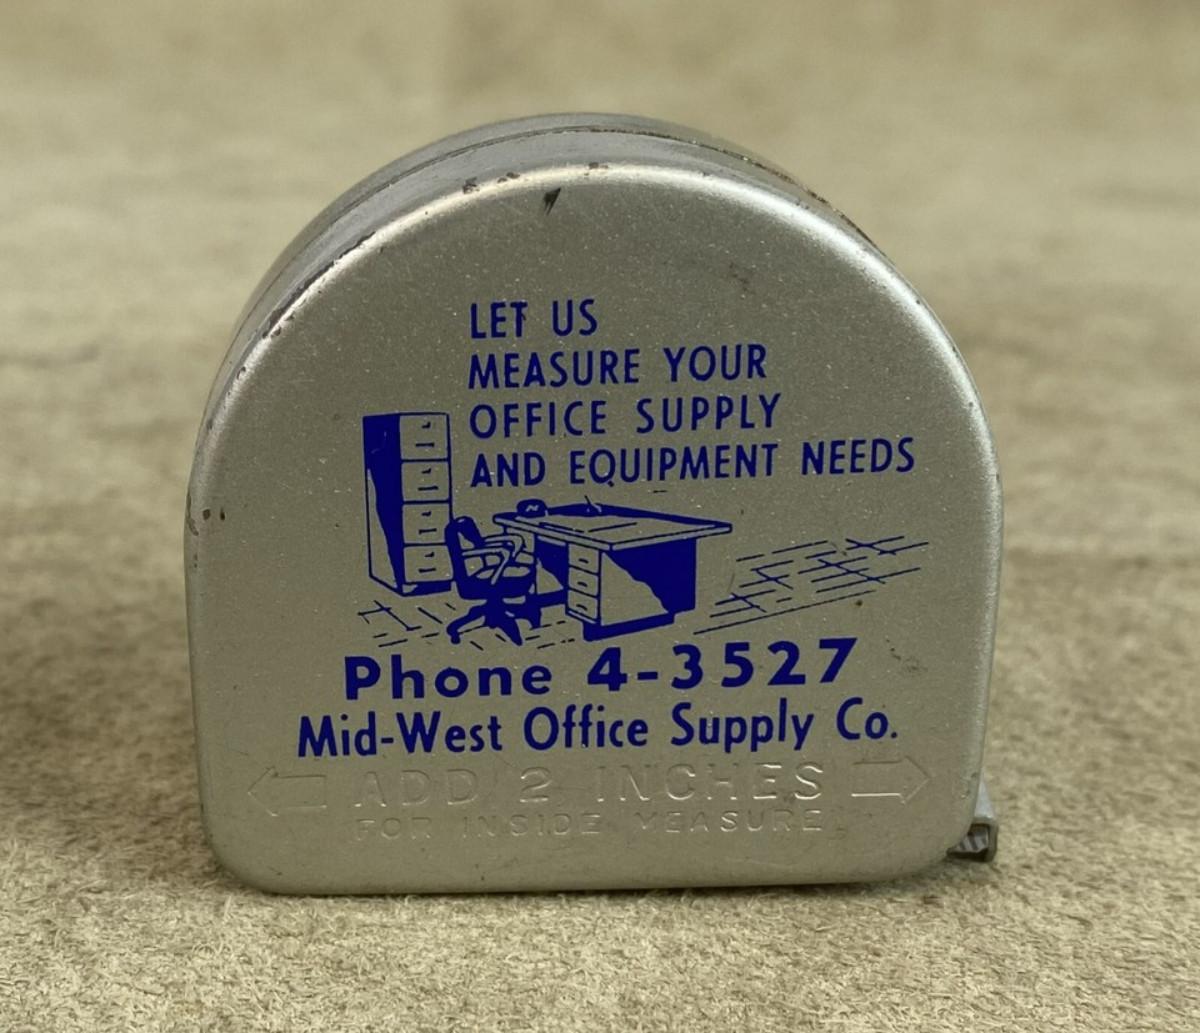 LET US
MEASURE YOUR
OFFICE SUPPLY
AND EQUIPMENT NEEDS
Phone 4-3527
Mid-West Office Supply Co.
ADD 2 INCHES
FOR INSIDE MEASURE